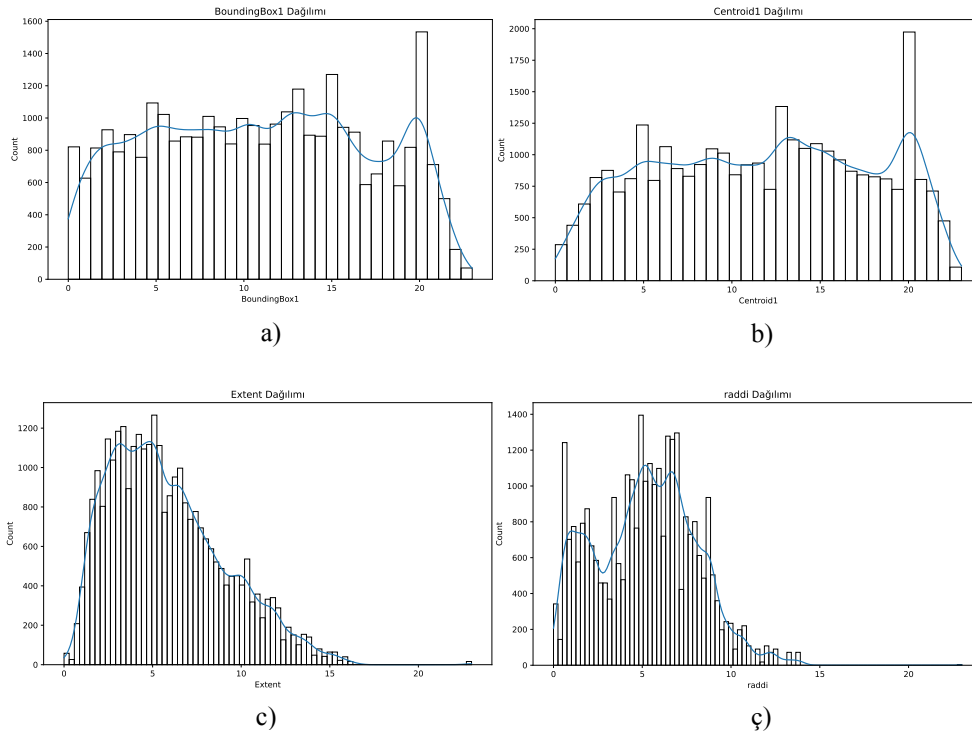 BoundingBox1 Dağılımı
1600
1400
1200
1000
800
600
400
200
0
Count
0 5 10 15 20
BoundingBox1
a)
Centroid1 Dağılımı
2000
1750
1500
1250
1000
750
500
250
0
Count
0 5 10 15 20
Centroid1
b)
Extent Dağılımı
1200
1000
800
600
400
200
0
Count
0 5 10 15 20
Extent
c)
raddi Dağılımı
1400
1200
1000
800
600
400
200
0
Count
0 5 10 15 20
raddi
ç)